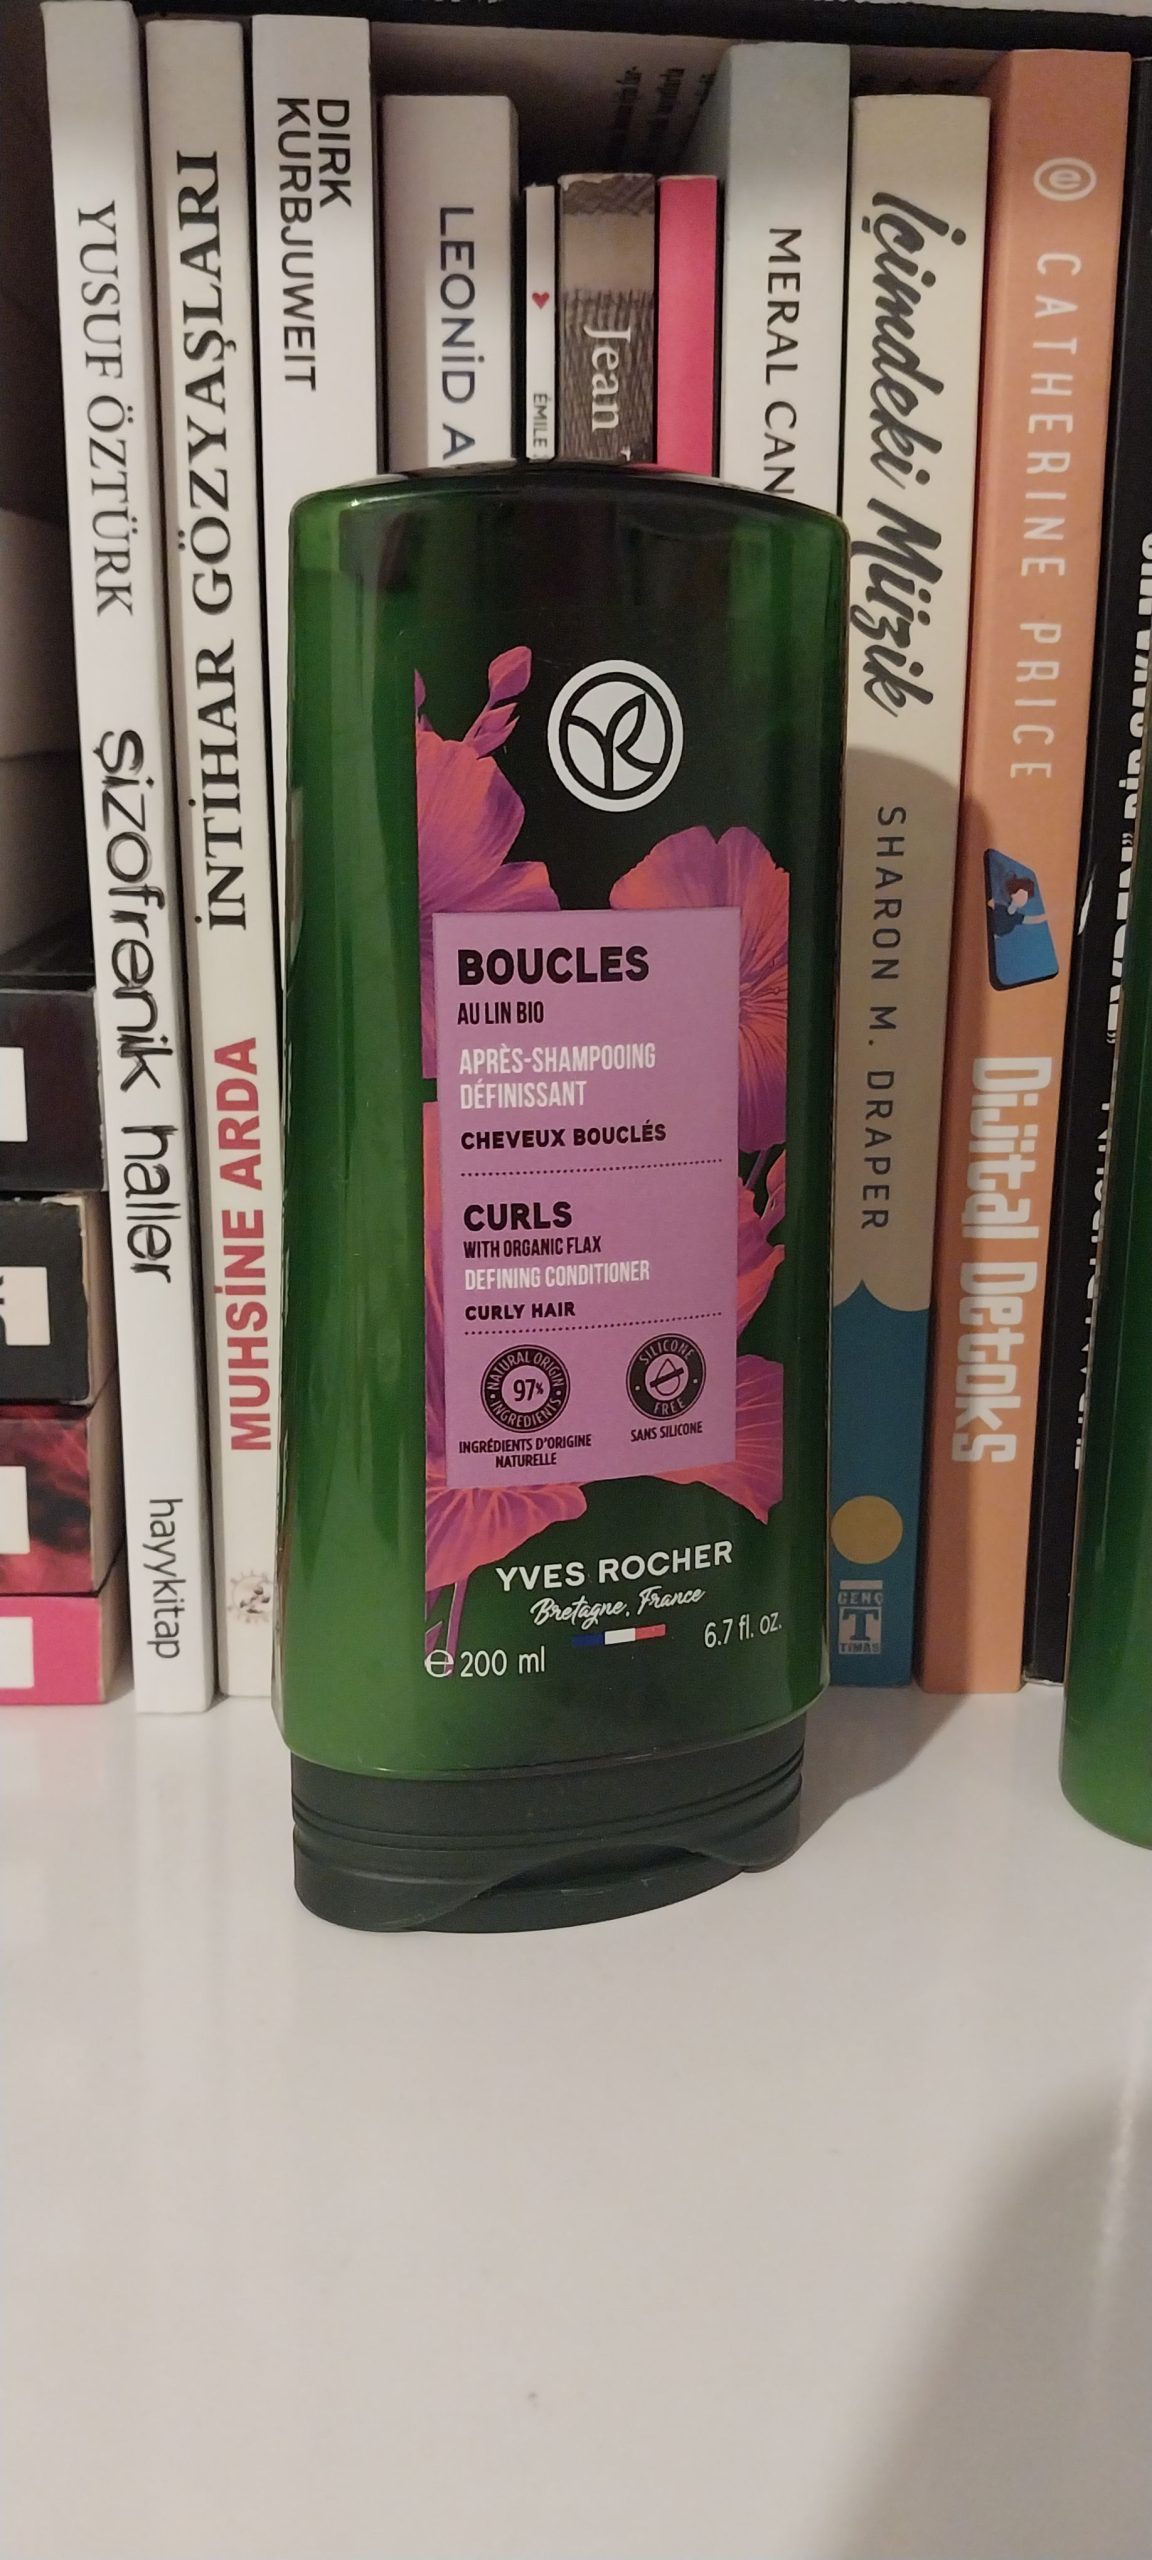 YUSUF ÖZTÜRK
şizofrenik haller
hayykitap
İNTİHAR GÖZYAŞLARI
MUHSİNE ARDA
DIRK
KURBJUWEIT
LEONİD A
ÉMILE
Jean
MERAL CAN
İçimdeki Müzik
SHARON M. DRAPER
GENÇ
T
TİMAŞ
CATHERINE PRICE
Dijital Detoks
BOUCLES
AU LIN BIO
APRÈS-SHAMPOOING
DÉFINISSANT
CHEVEUX BOUCLÉS
CURLS
WITH ORGANIC FLAX
DEFINING CONDITIONER
CURLY HAIR
NATURAL ORIGIN
97%
INGREDIENTS
INGRÉDIENTS D'ORIGINE
NATURELLE
SILICONE
FREE
SANS SILICONE
YVES ROCHER
Bretagne, France
℮ 200 ml
6.7 fl. oz.